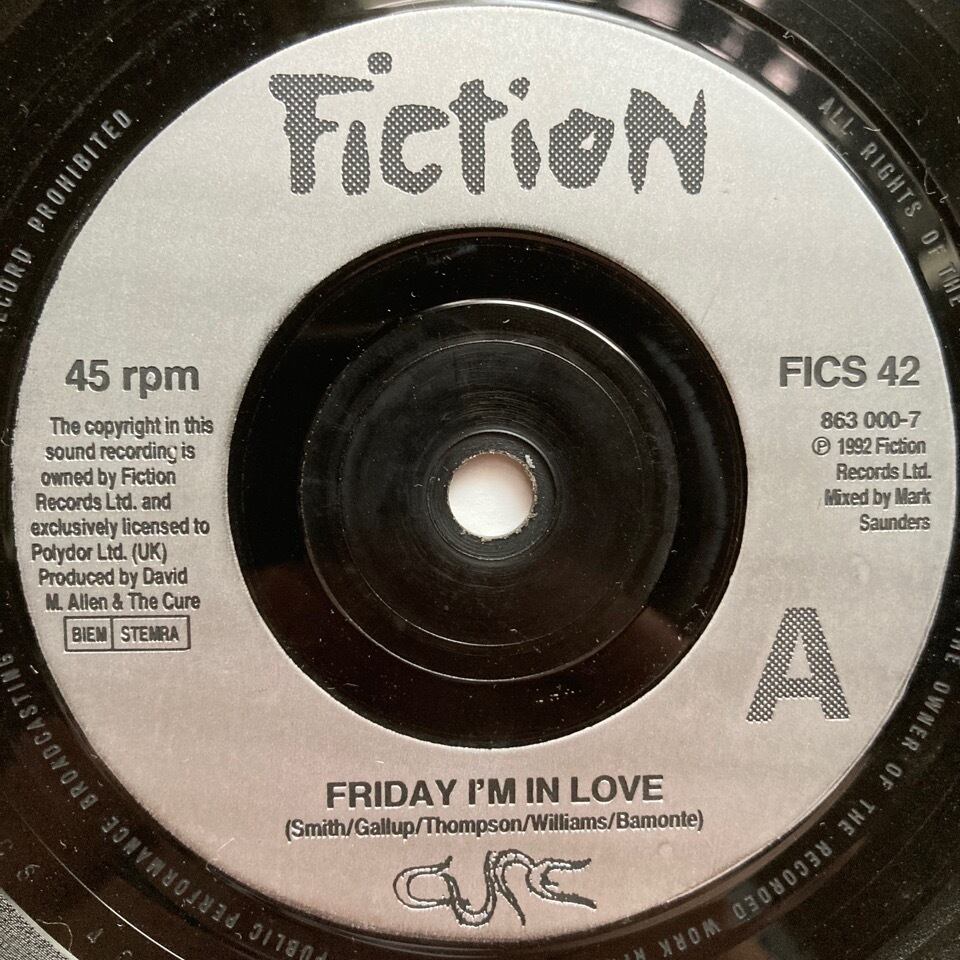 Fiction
45 rpm
The copyright in this
sound recording is
owned by Fiction
Records Ltd. and
exclusively licensed to
Polydor Ltd. (UK)
Produced by David
M. Allen & The Cure
BIEM STEMRA
FICS 42
863 000-7
℗ 1992 Fiction
Records Ltd.
Mixed by Mark
Saunders
A
FRIDAY I'M IN LOVE
(Smith/Gallup/Thompson/Williams/Bamonte)
CURE
ALL RIGHTS OF THE
THE OWNER OF THE RECORDED WORK
PUBLIC PERFORMANCE BROADCASTING
RECORD PROHIBITED